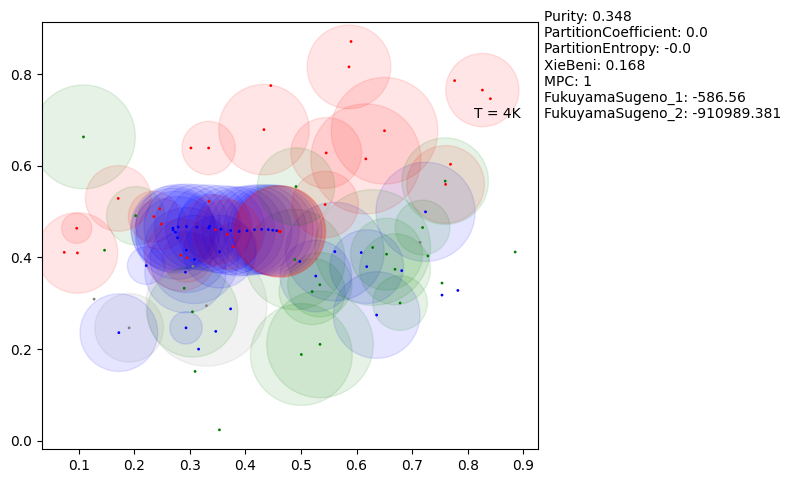 Purity: 0.348
PartitionCoefficient: 0.0
PartitionEntropy: -0.0
XieBeni: 0.168
MPC: 1
FukuyamaSugeno_1: -586.56
FukuyamaSugeno_2: -910989.381
T = 4K
0.8
0.6
0.4
0.2
0.0
0.1 0.2 0.3 0.4 0.5 0.6 0.7 0.8 0.9